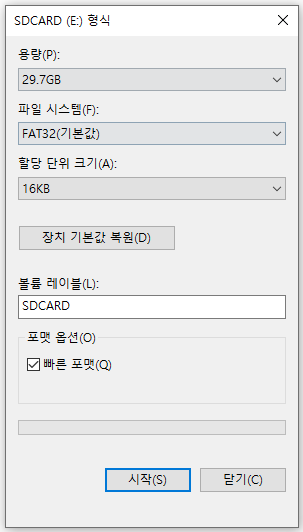 SDCARD (E:) 형식
용량(P):
29.7GB
파일 시스템(F):
FAT32(기본값)
할당 단위 크기(A):
16KB
장치 기본값 복원(D)
볼륨 레이블(L):
SDCARD
포맷 옵션(O)
빠른 포맷(Q)
시작(S)
닫기(C)